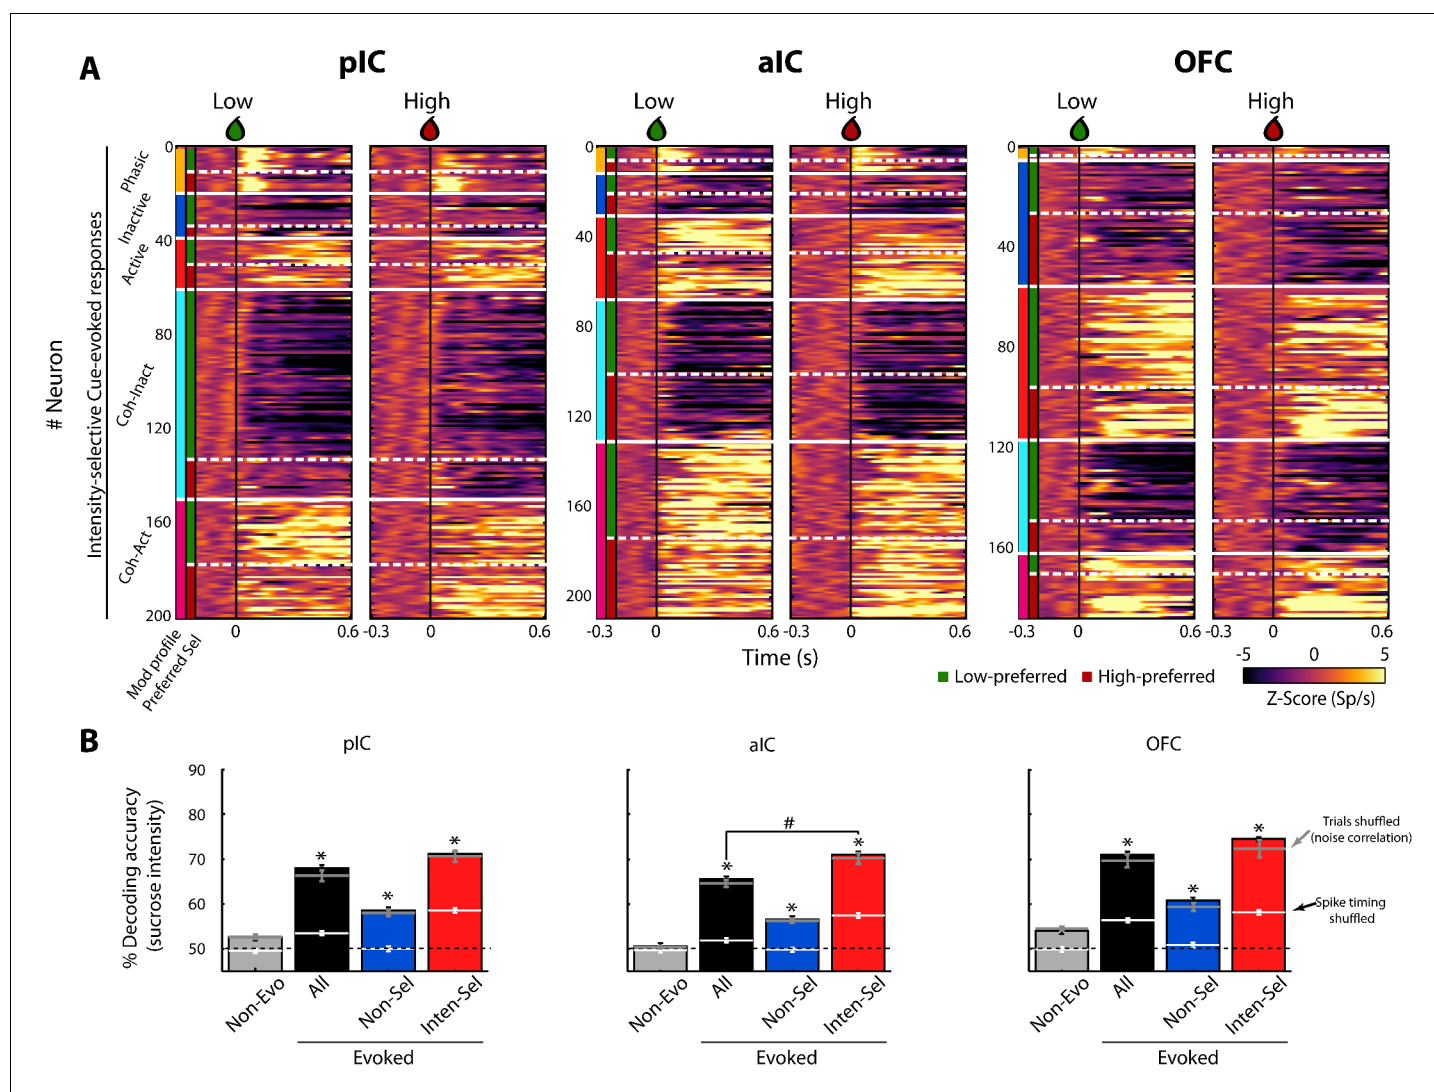 A
pIC
aIC
OFC
Low
High
Low
High
Low
High
# Neuron
Intensity-selective Cue-evoked responses
Phasic
Inactive
Active
Coh-Inact
Coh-Act
0
40
80
120
160
200
0
40
80
120
160
200
0
40
80
120
160
Mod profile
Preferred Sel
0
-0.3
0
0.6
-0.3
0
0.6
-0.3
0
0.6
-0.3
0
0.6
-0.3
0
0.6
Time (s)
Low-preferred
High-preferred
-5
0
5
Z-Score (Sp/s)
B
pIC
aIC
OFC
% Decoding accuracy
(sucrose intensity)
90
80
70
60
50
*
*
*
#
*
*
*
*
*
*
Trials shuffled
(noise correlation)
Spike timing
shuffled
Non-Evo
All
Non-Sel
Inten-Sel
Evoked
Non-Evo
All
Non-Sel
Inten-Sel
Evoked
Non-Evo
All
Non-Sel
Inten-Sel
Evoked